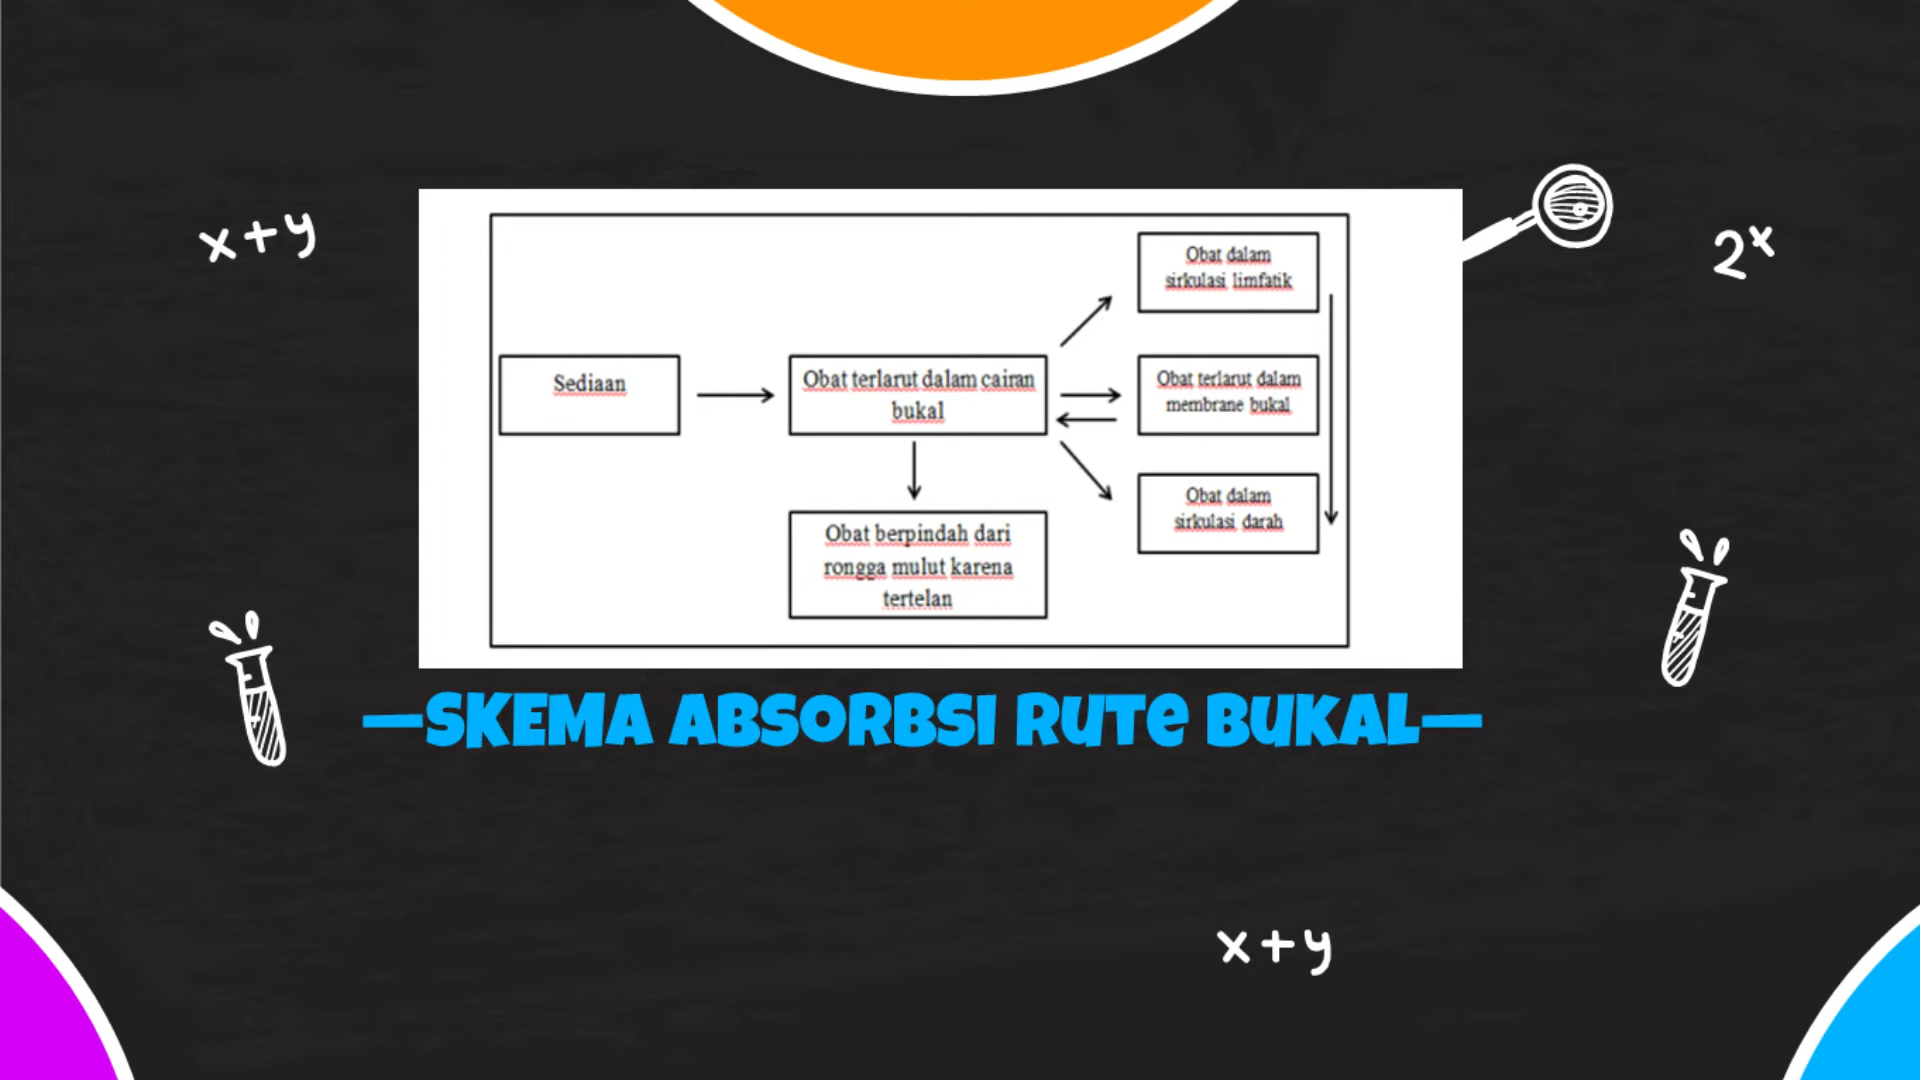 x+y
2x
Obat dalam
sirkulasi limfatik
Sediaan
Obat terlarut dalam cairan
bukal
Obat terlarut dalam
membrane bukal
Obat dalam
sirkulasi darah
Obat berpindah dari
rongga mulut karena
tertelan
—SKEMA ABSORBSI RUTE BUKAL—
x+y